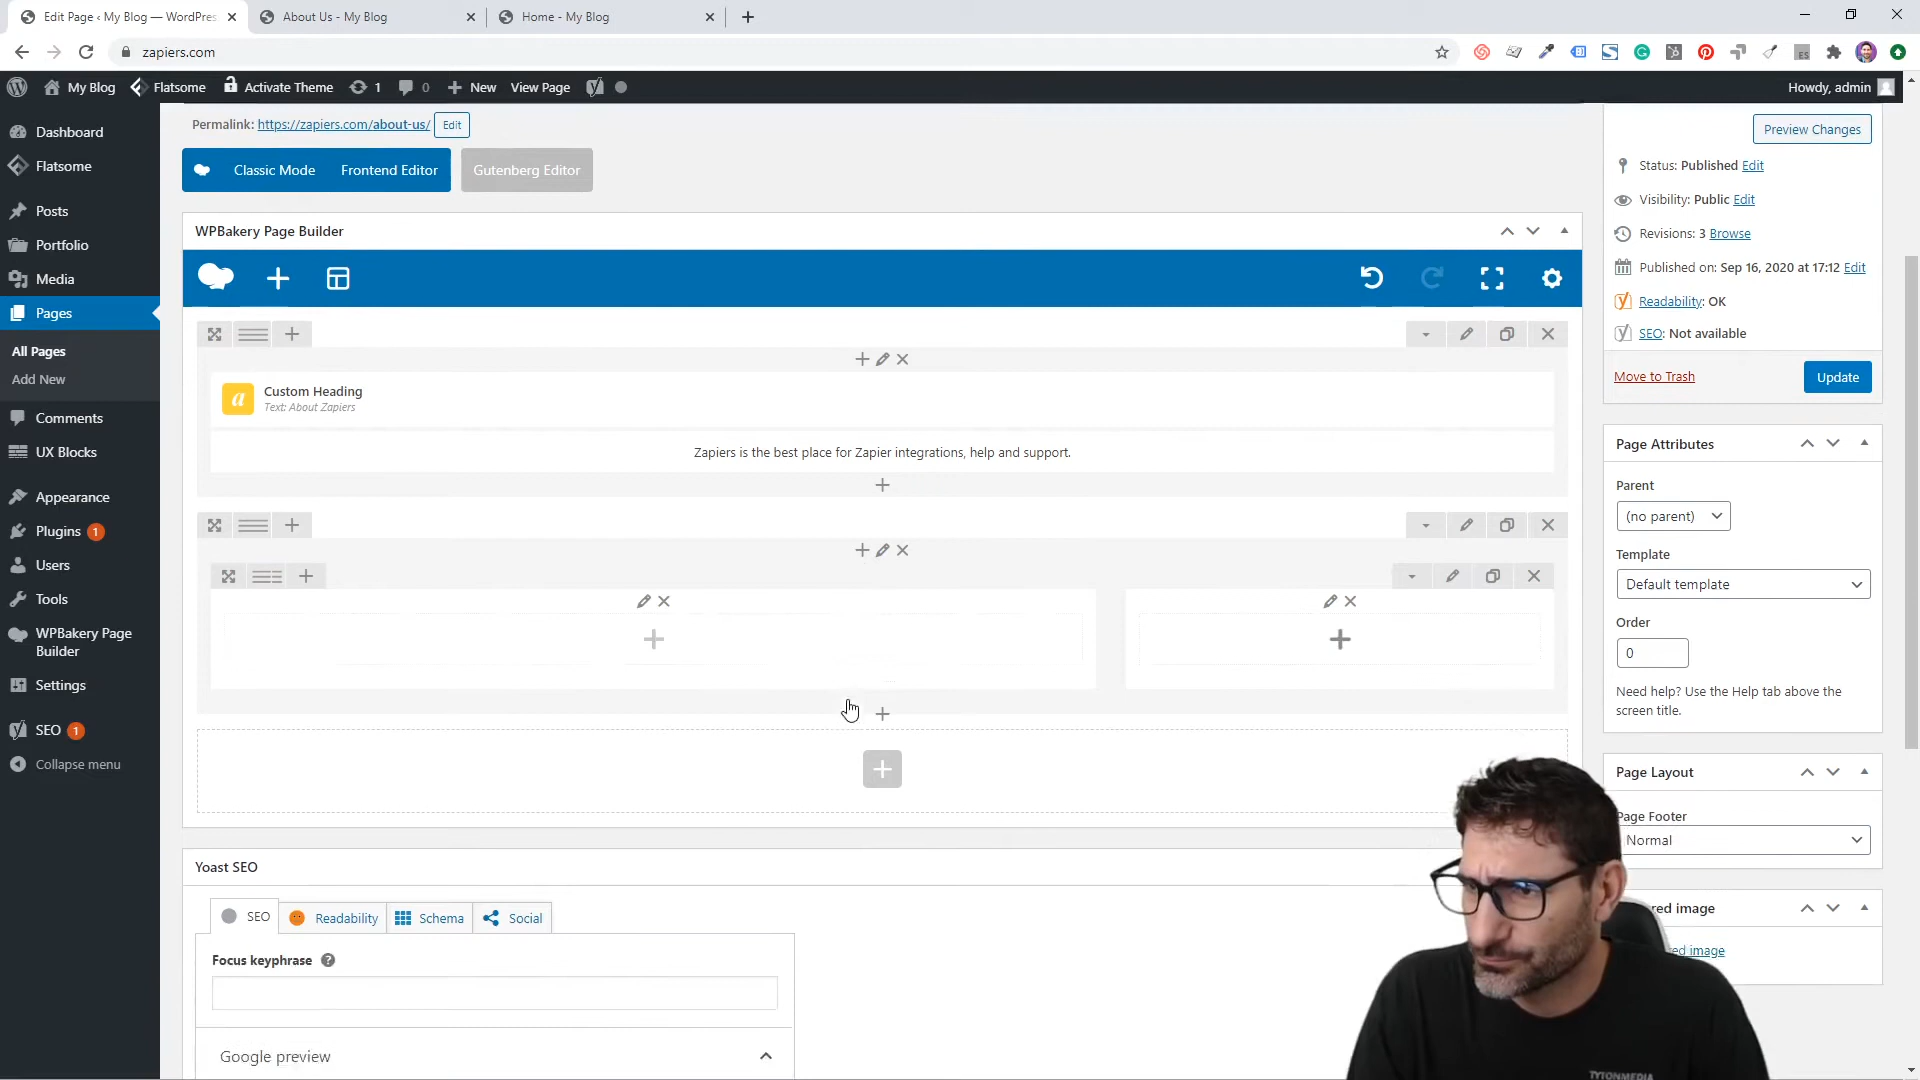 Edit Page ‹ My Blog — WordPres
About Us - My Blog
Home - My Blog
zapiers.com
My Blog
Flatsome
Activate Theme
1
0
New
View Page
Howdy, admin
Dashboard
Flatsome
Posts
Portfolio
Media
Pages
All Pages
Add New
Comments
UX Blocks
Appearance
Plugins 1
Users
Tools
WPBakery Page
Builder
Settings
SEO 1
Collapse menu
Permalink: https://zapiers.com/about-us/ Edit
Classic Mode
Frontend Editor
Gutenberg Editor
WPBakery Page Builder
a
Custom Heading
Text: About Zapiers
Zapiers is the best place for Zapier integrations, help and support.
Yoast SEO
SEO
Readability
Schema
Social
Focus keyphrase ?
Google preview
Preview Changes
Status: Published Edit
Visibility: Public Edit
Revisions: 3 Browse
Published on: Sep 16, 2020 at 17:12 Edit
Readability: OK
SEO: Not available
Move to Trash
Update
Page Attributes
Parent
(no parent)
Template
Default template
Order
0
Need help? Use the Help tab above the
screen title.
Page Layout
Page Footer
Normal
red image
ed image
TYTONMEDIA